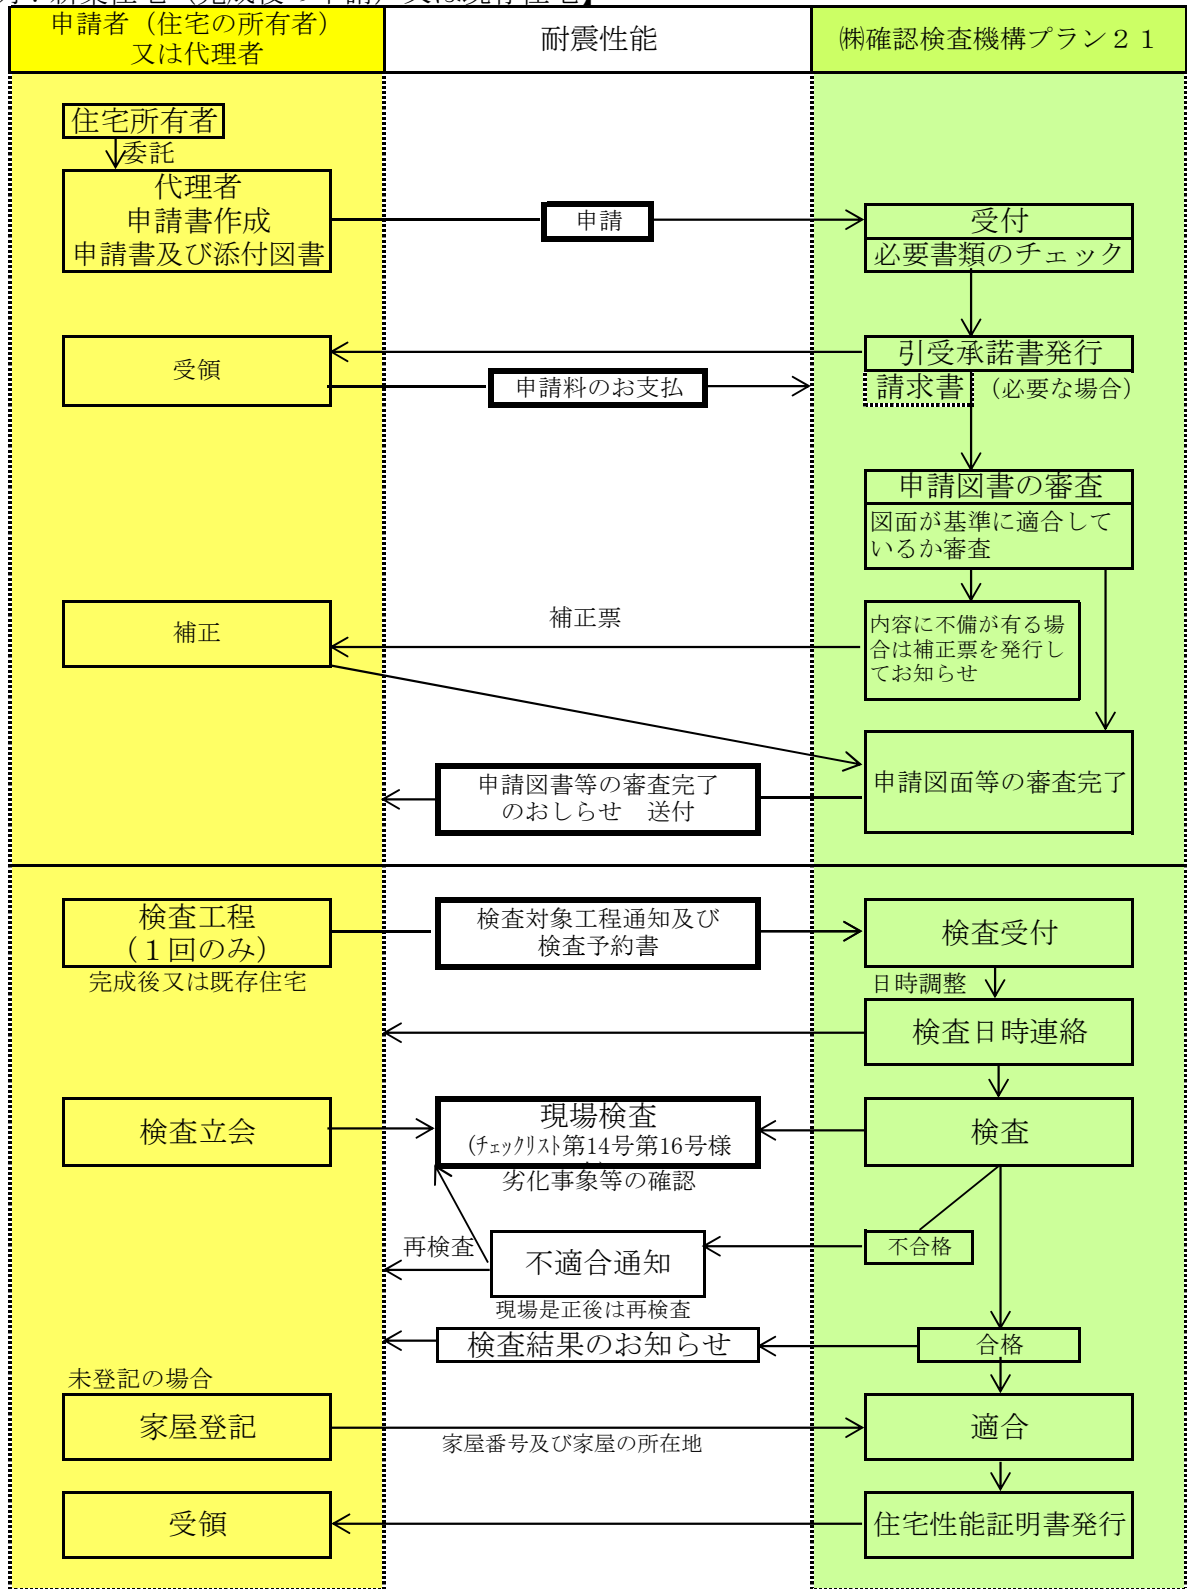 申請者（住宅の所有者）
又は代理者
耐震性能
㈱確認検査機構プラン２１
住宅所有者
委託
代理者
申請書作成
申請書及び添付図書
申請
受付
必要書類のチェック
受領
引受承諾書発行
請求書
（必要な場合）
申請料のお支払
申請図書の審査
図面が基準に適合して
いるか審査
補正
補正票
内容に不備が有る場
合は補正票を発行し
てお知らせ
申請図書等の審査完了
のおしらせ　送付
申請図面等の審査完了
検査工程
（１回のみ）
完成後又は既存住宅
検査対象工程通知及び
検査予約書
検査受付
日時調整
検査日時連絡
検査立会
現場検査
(ﾁｪｯｸﾘｽﾄ第14号第16号様
劣化事象等の確認
検査
再検査
不適合通知
不合格
現場是正後は再検査
検査結果のお知らせ
合格
未登記の場合
家屋登記
家屋番号及び家屋の所在地
適合
受領
住宅性能証明書発行